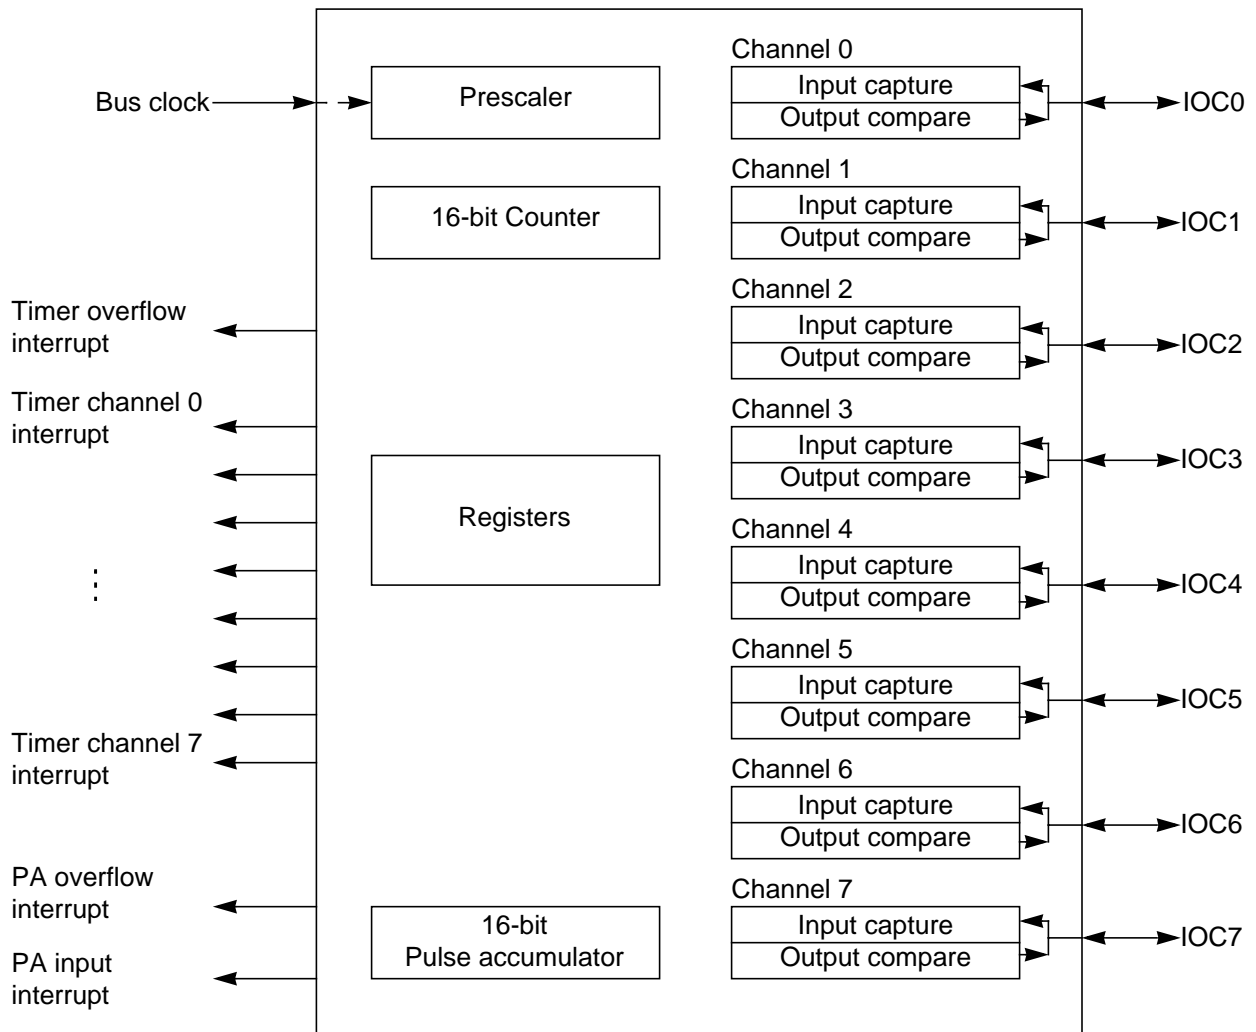 Bus clock
Timer overflow
interrupt
Timer channel 0
interrupt
Timer channel 7
interrupt
PA overflow
interrupt
PA input
interrupt
Prescaler
16-bit Counter
Registers
16-bit
Pulse accumulator
Channel 0
Input capture
Output compare
IOC0
Channel 1
Input capture
Output compare
IOC1
Channel 2
Input capture
Output compare
IOC2
Channel 3
Input capture
Output compare
IOC3
Channel 4
Input capture
Output compare
IOC4
Channel 5
Input capture
Output compare
IOC5
Channel 6
Input capture
Output compare
IOC6
Channel 7
Input capture
Output compare
IOC7